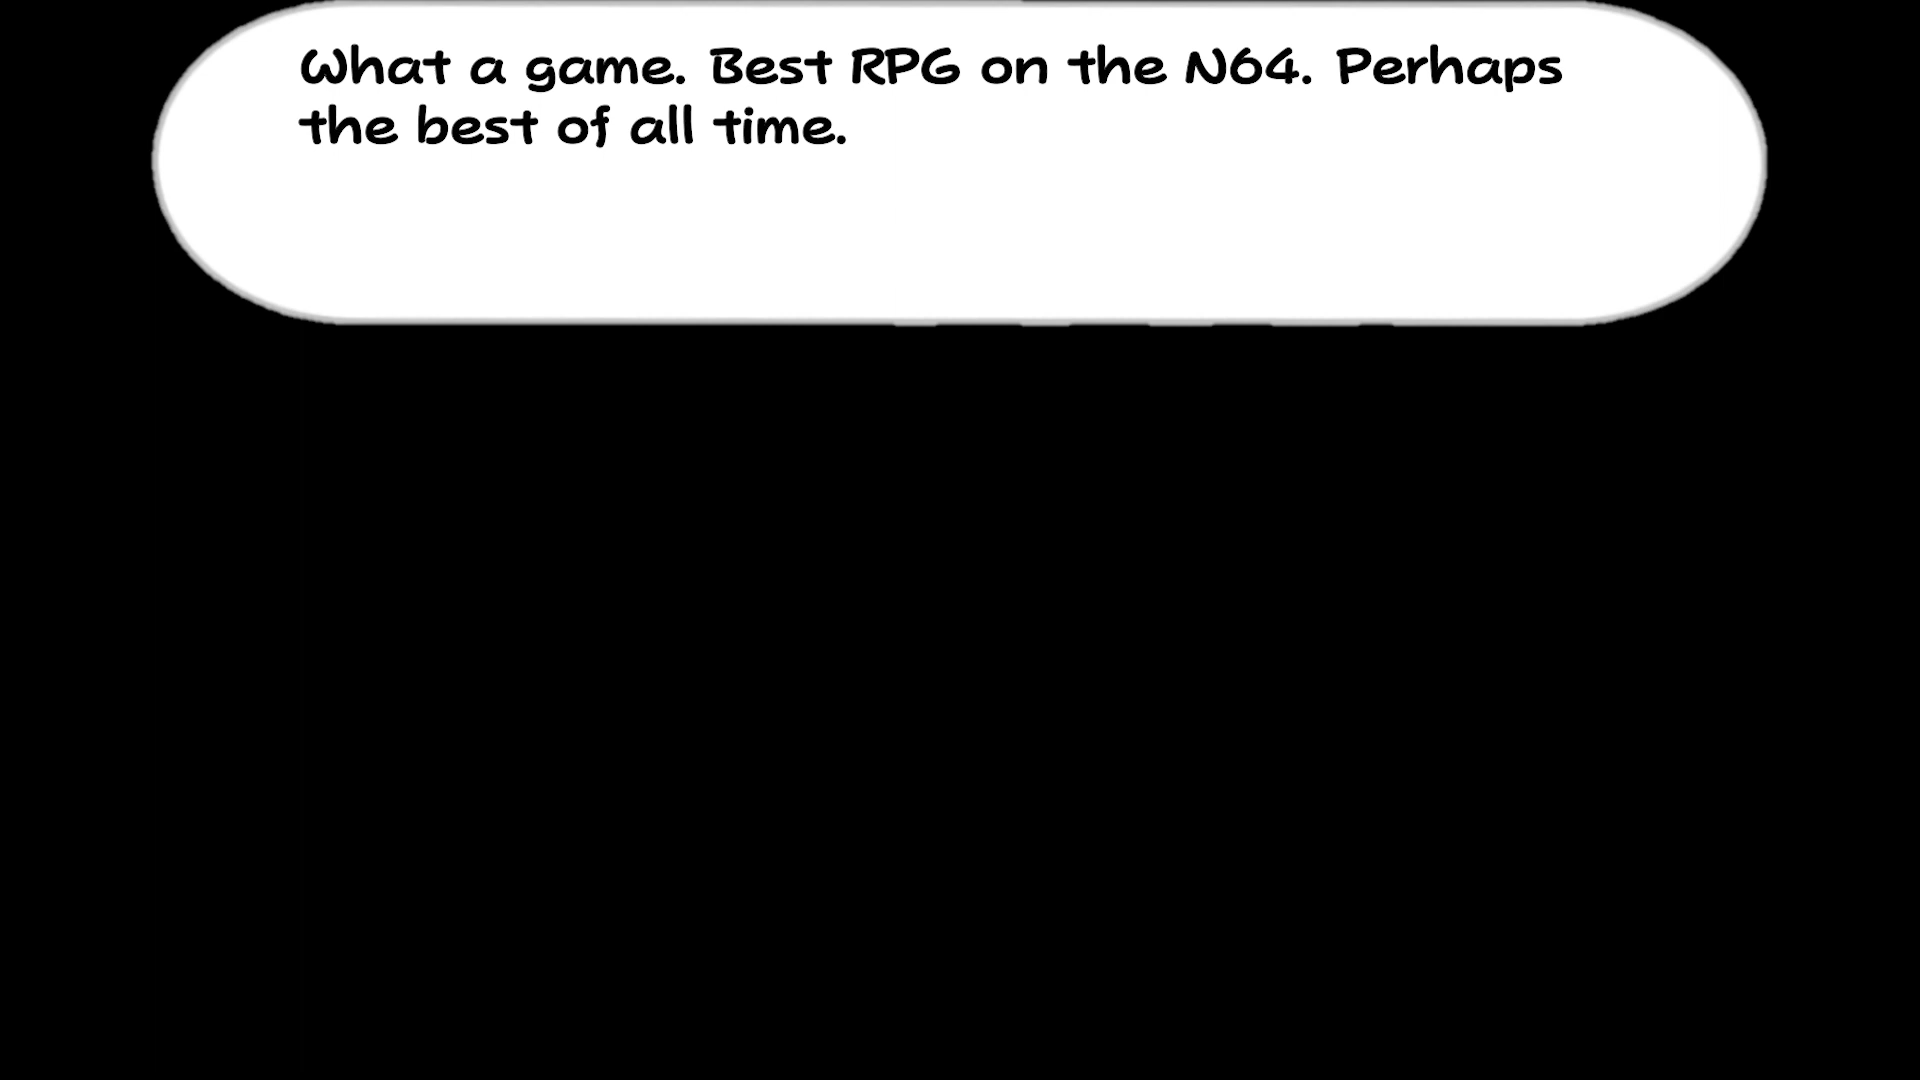 What a game. Best RPG on the N64. Perhaps
the best of all time.